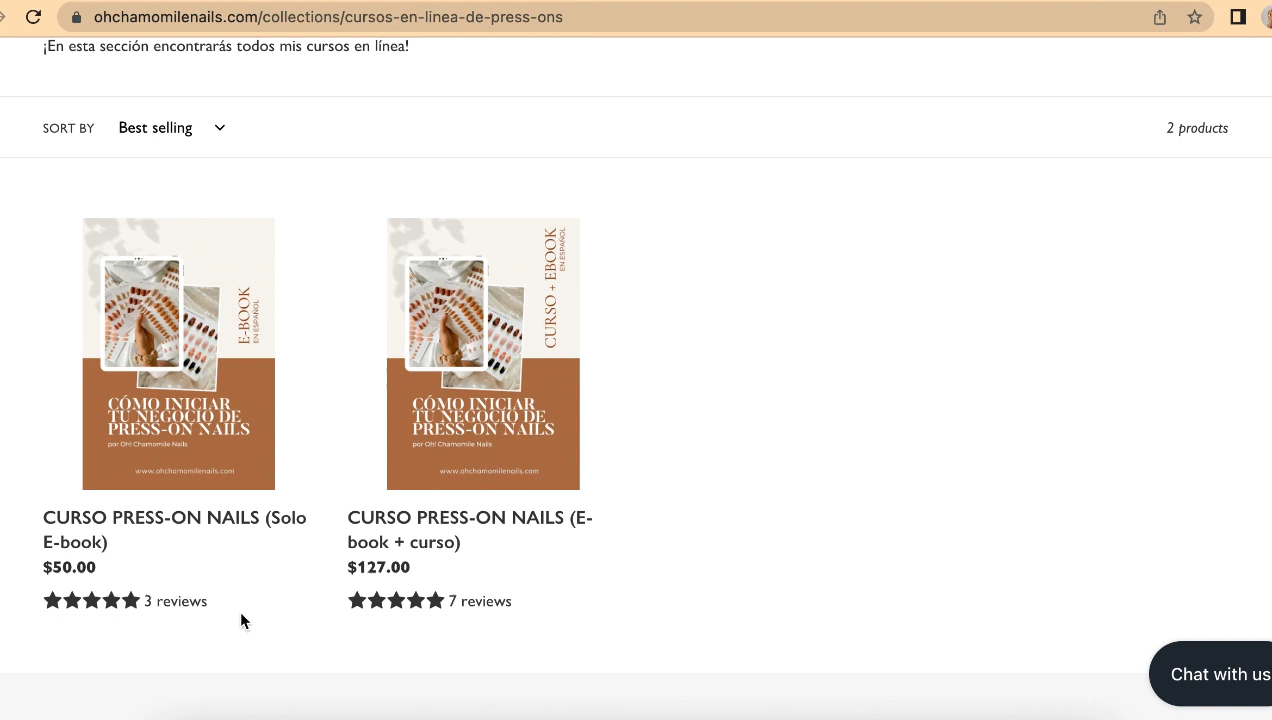 ohchamomilenails.com/collections/cursos-en-linea-de-press-ons
¡En esta sección encontrarás todos mis cursos en línea!
SORT BY Best selling
2 products
E-BOOK
EN ESPAÑOL
CÓMO INICIAR
TU NEGOCIO DE
PRESS-ON NAILS
por Oh! Chamomile Nails
www.ohchamomilenails.com
CURSO + EBOOK
EN ESPAÑOL
CÓMO INICIAR
TU NEGOCIO DE
PRESS-ON NAILS
por Oh! Chamomile Nails
www.ohchamomilenails.com
CURSO PRESS-ON NAILS (Solo
E-book)
$50.00
3 reviews
CURSO PRESS-ON NAILS (E-
book + curso)
$127.00
7 reviews
Chat with us